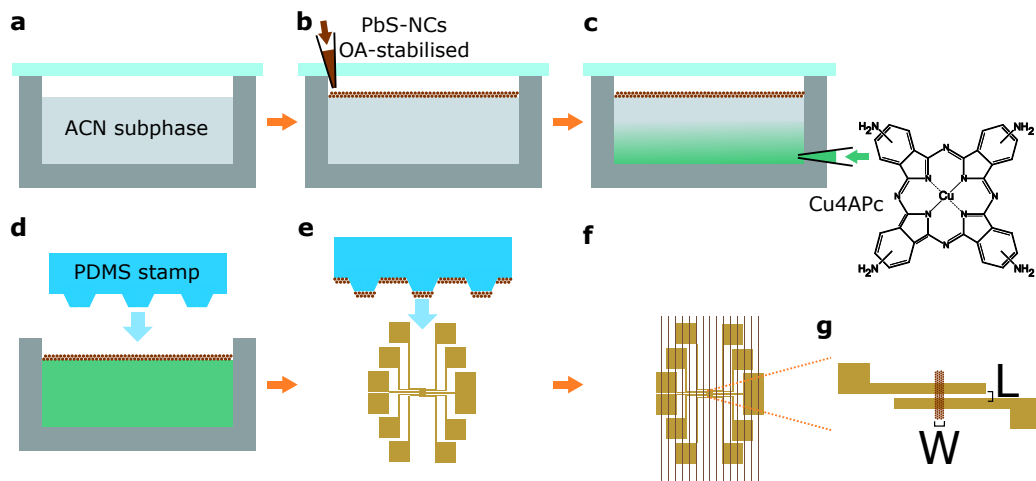 a
ACN subphase
b
PbS-NCs
OA-stabilised
c
Cu4APc
H₂N
NH₂
N
N
N
N
Cu
N
N
N
N
H₂N
NH₂
d
PDMS stamp
e
f
g
L
W